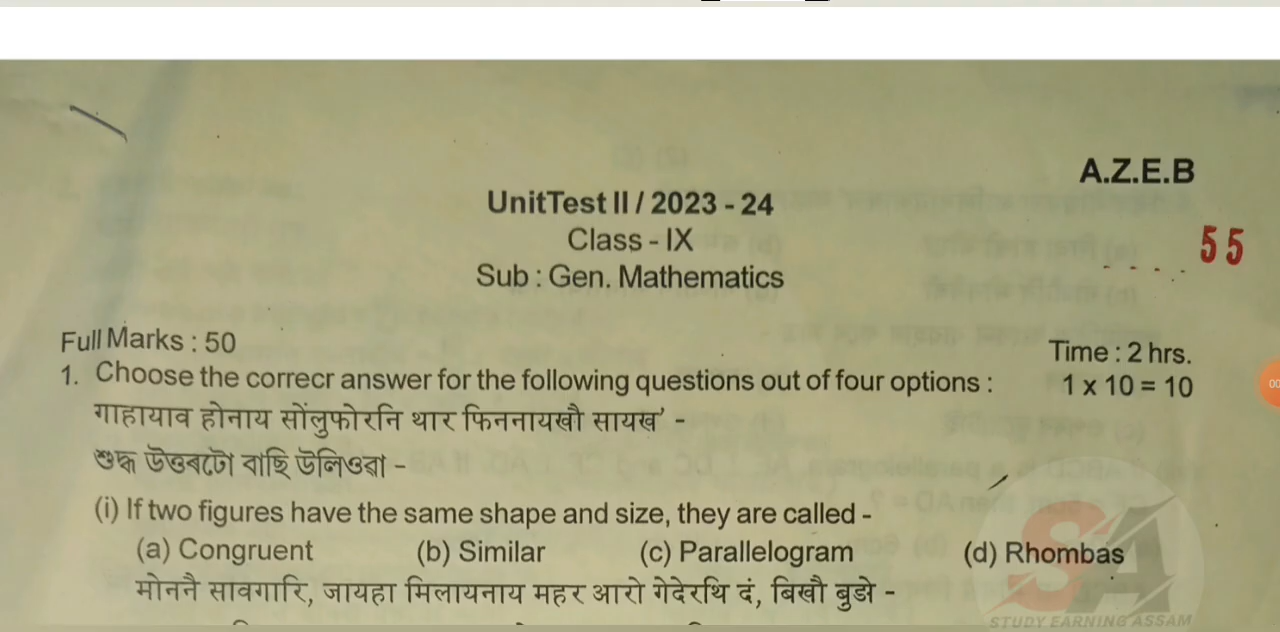 A.Z.E.B
UnitTest II / 2023 - 24
Class - IX
55
Sub : Gen. Mathematics
Full Marks : 50
Time : 2 hrs.
1. Choose the correcr answer for the following questions out of four options :
1 x 10 = 10
गाहायाव होनाय सोंलुफोरनि थार फिननायखौ सायख' -
শুদ্ধ উত্তৰটো বাছি উলিওৱা -
(i) If two figures have the same shape and size, they are called -
(a) Congruent (b) Similar (c) Parallelogram (d) Rhombas
मोननै सावगारि, जायहा मिलायनाय महर आरो गेदेरथि दं, बिखौ बुङो -
SA
STUDY EARNING ASSAM
00